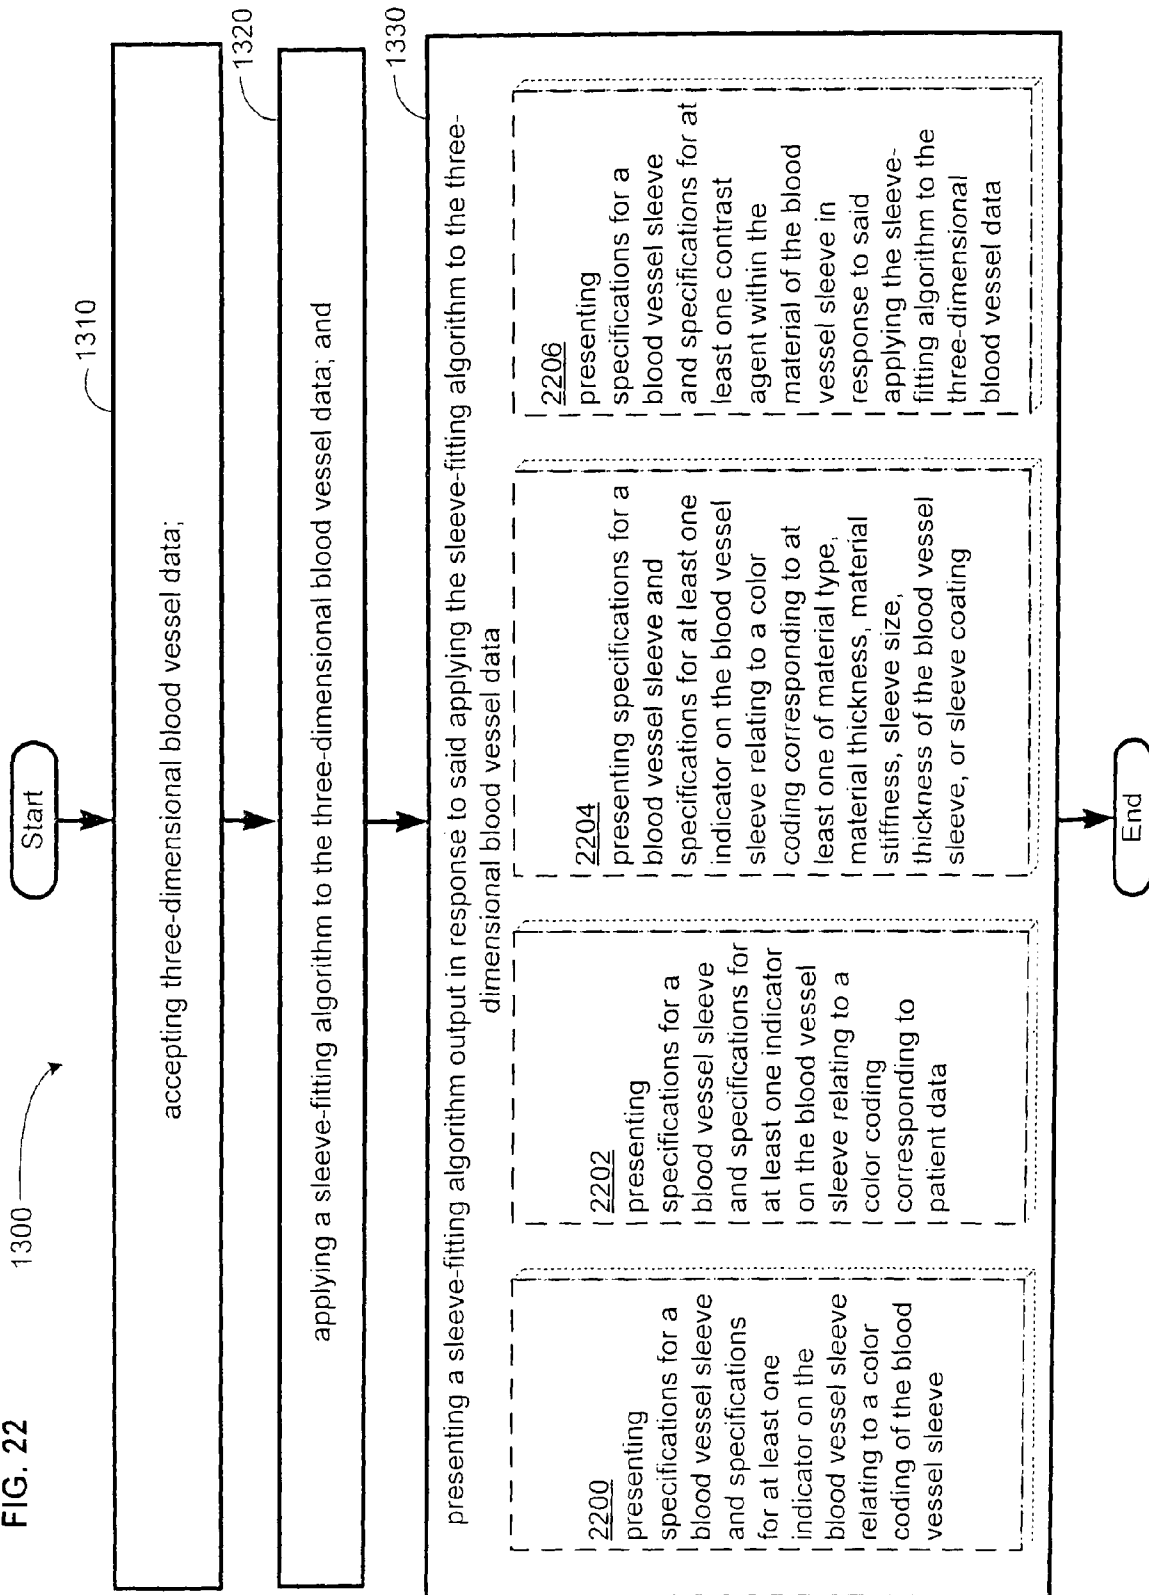 FIG. 22
1300
Start
1310
accepting three-dimensional blood vessel data;
1320
applying a sleeve-fitting algorithm to the three-dimensional blood vessel data; and
1330
presenting a sleeve-fitting algorithm output in response to said applying the sleeve-fitting algorithm to the three-
dimensional blood vessel data
2200
presenting
specifications for a
blood vessel sleeve
and specifications
for at least one
indicator on the
blood vessel sleeve
relating to a color
coding of the blood
vessel sleeve
2202
presenting
specifications for a
blood vessel sleeve
and specifications for
at least one indicator
on the blood vessel
sleeve relating to a
color coding
corresponding to
patient data
2204
presenting specifications for a
blood vessel sleeve and
specifications for at least one
indicator on the blood vessel
sleeve relating to a color
coding corresponding to at
least one of material type,
material thickness, material
stiffness, sleeve size,
thickness of the blood vessel
sleeve, or sleeve coating
2206
presenting
specifications for a
blood vessel sleeve
and specifications for at
least one contrast
agent within the
material of the blood
vessel sleeve in
response to said
applying the sleeve-
fitting algorithm to the
three-dimensional
blood vessel data
End